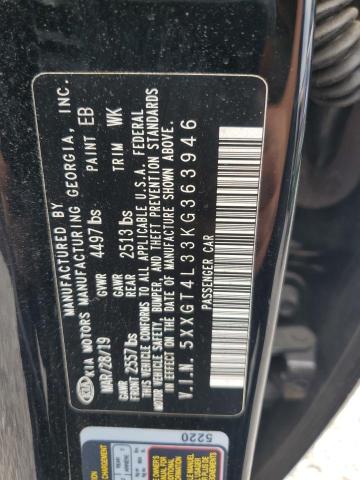 MANUFACTURED BY
KIA MOTORS MANUFACTURING GEORGIA, INC.
MAR/28/19 GVWR 4497 lbs PAINT EB
GAWR FRONT 2557 lbs GAWR REAR 2513 lbs TRIM WK
THIS VEHICLE CONFORMS TO ALL APPLICABLE U.S.A. FEDERAL
MOTOR VEHICLE SAFETY, BUMPER, AND THEFT PREVENTION STANDARDS
IN EFFECT ON THE DATE OF MANUFACTURE SHOWN ABOVE.
V.I.N. 5XXGT4L33KG363946
PASSENGER CAR
5220